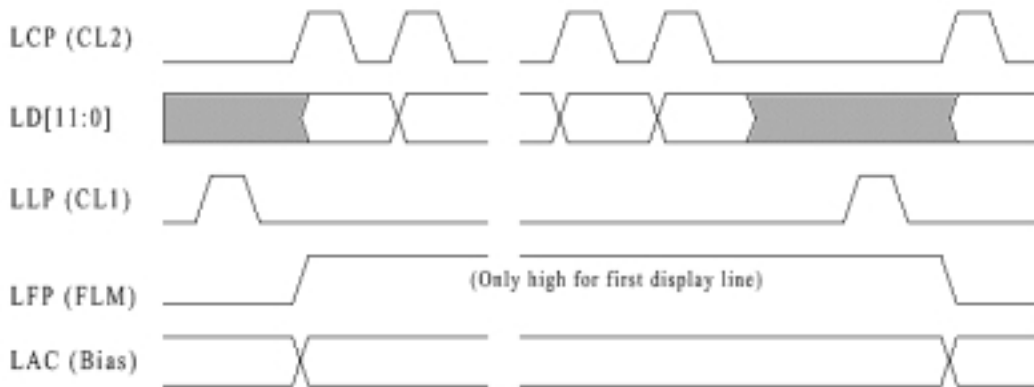 LCP (CL2)
LD[11:0]
LLP (CL1)
(Only high for first display line)
LFP (FLM)
LAC (Bias)